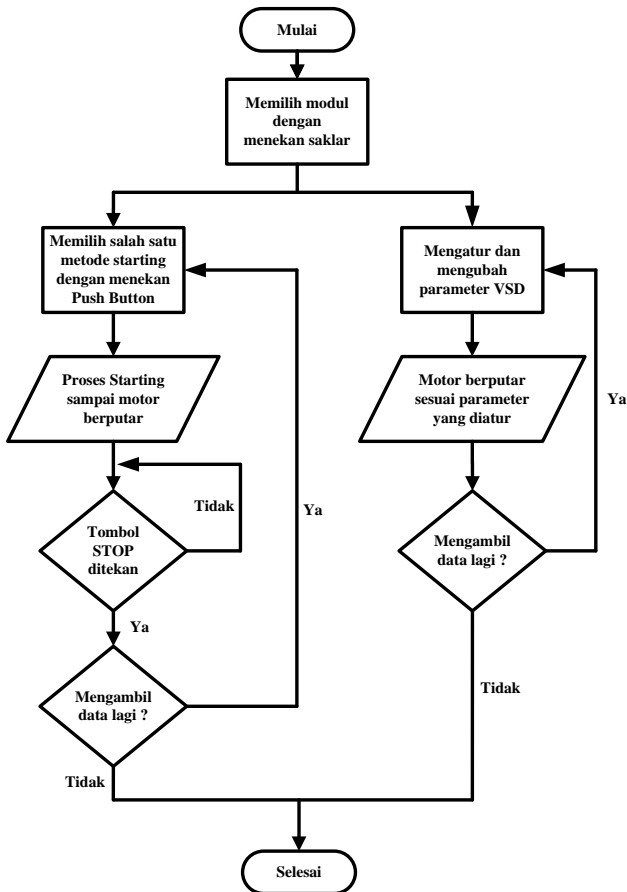 Mulai
Memilih modul
dengan
menekan saklar
Memilih salah satu
metode starting
dengan menekan
Push Button
Proses Starting
sampai motor
berputar
Tidak
Tombol
STOP
ditekan
Ya
Ya
Mengambil
data lagi ?
Tidak
Mengatur dan
mengubah
parameter VSD
Motor berputar
sesuai parameter
yang diatur
Ya
Mengambil
data lagi ?
Tidak
Selesai